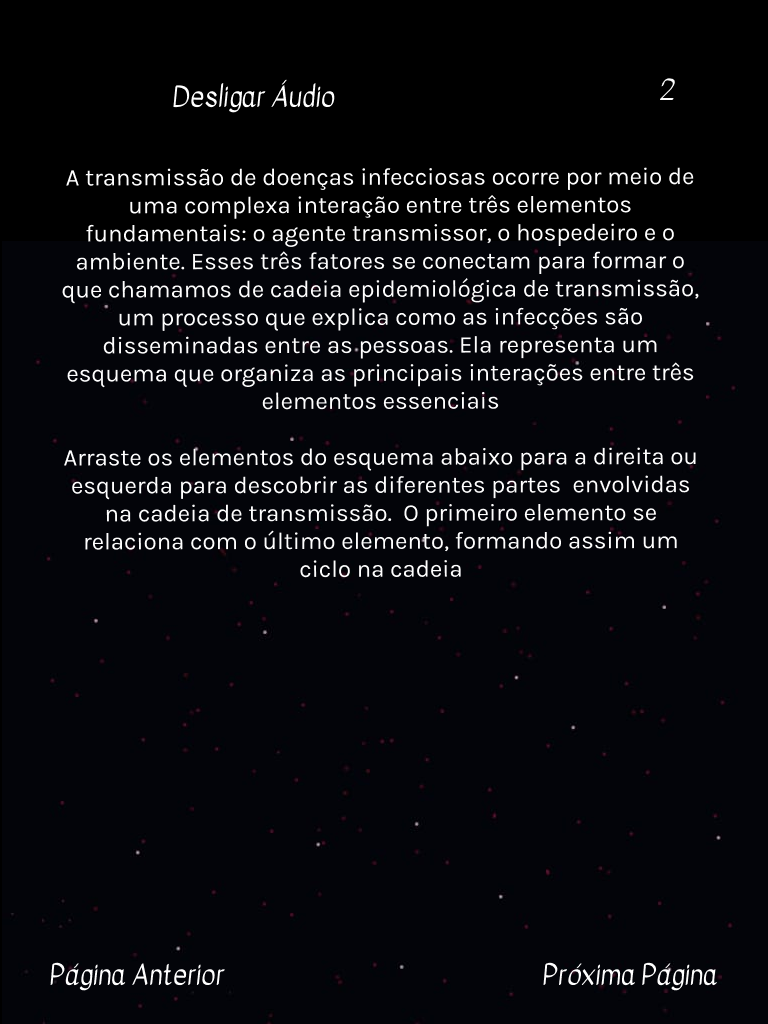 Desligar Áudio
2
A transmissão de doenças infecciosas ocorre por meio de
uma complexa interação entre três elementos
fundamentais: o agente transmissor, o hospedeiro e o
ambiente. Esses três fatores se conectam para formar o
que chamamos de cadeia epidemiológica de transmissão,
um processo que explica como as infecções são
disseminadas entre as pessoas. Ela representa um
esquema que organiza as principais interações entre três
elementos essenciais
Arraste os elementos do esquema abaixo para a direita ou
esquerda para descobrir as diferentes partes  envolvidas
na cadeia de transmissão.  O primeiro elemento se
relaciona com o último elemento, formando assim um
ciclo na cadeia
Página Anterior
Próxima Página